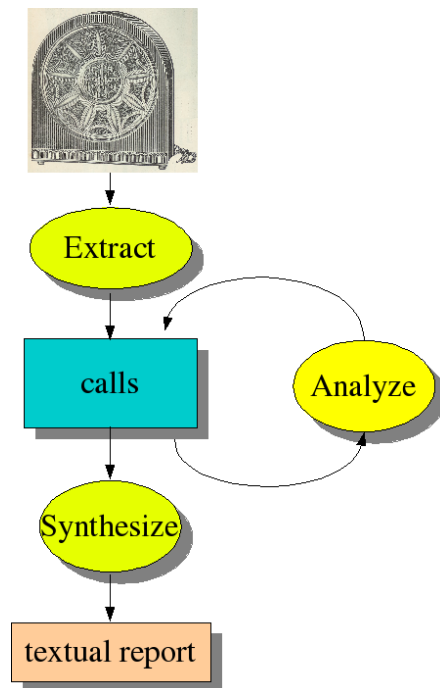 Extract
calls
Analyze
Synthesize
textual report